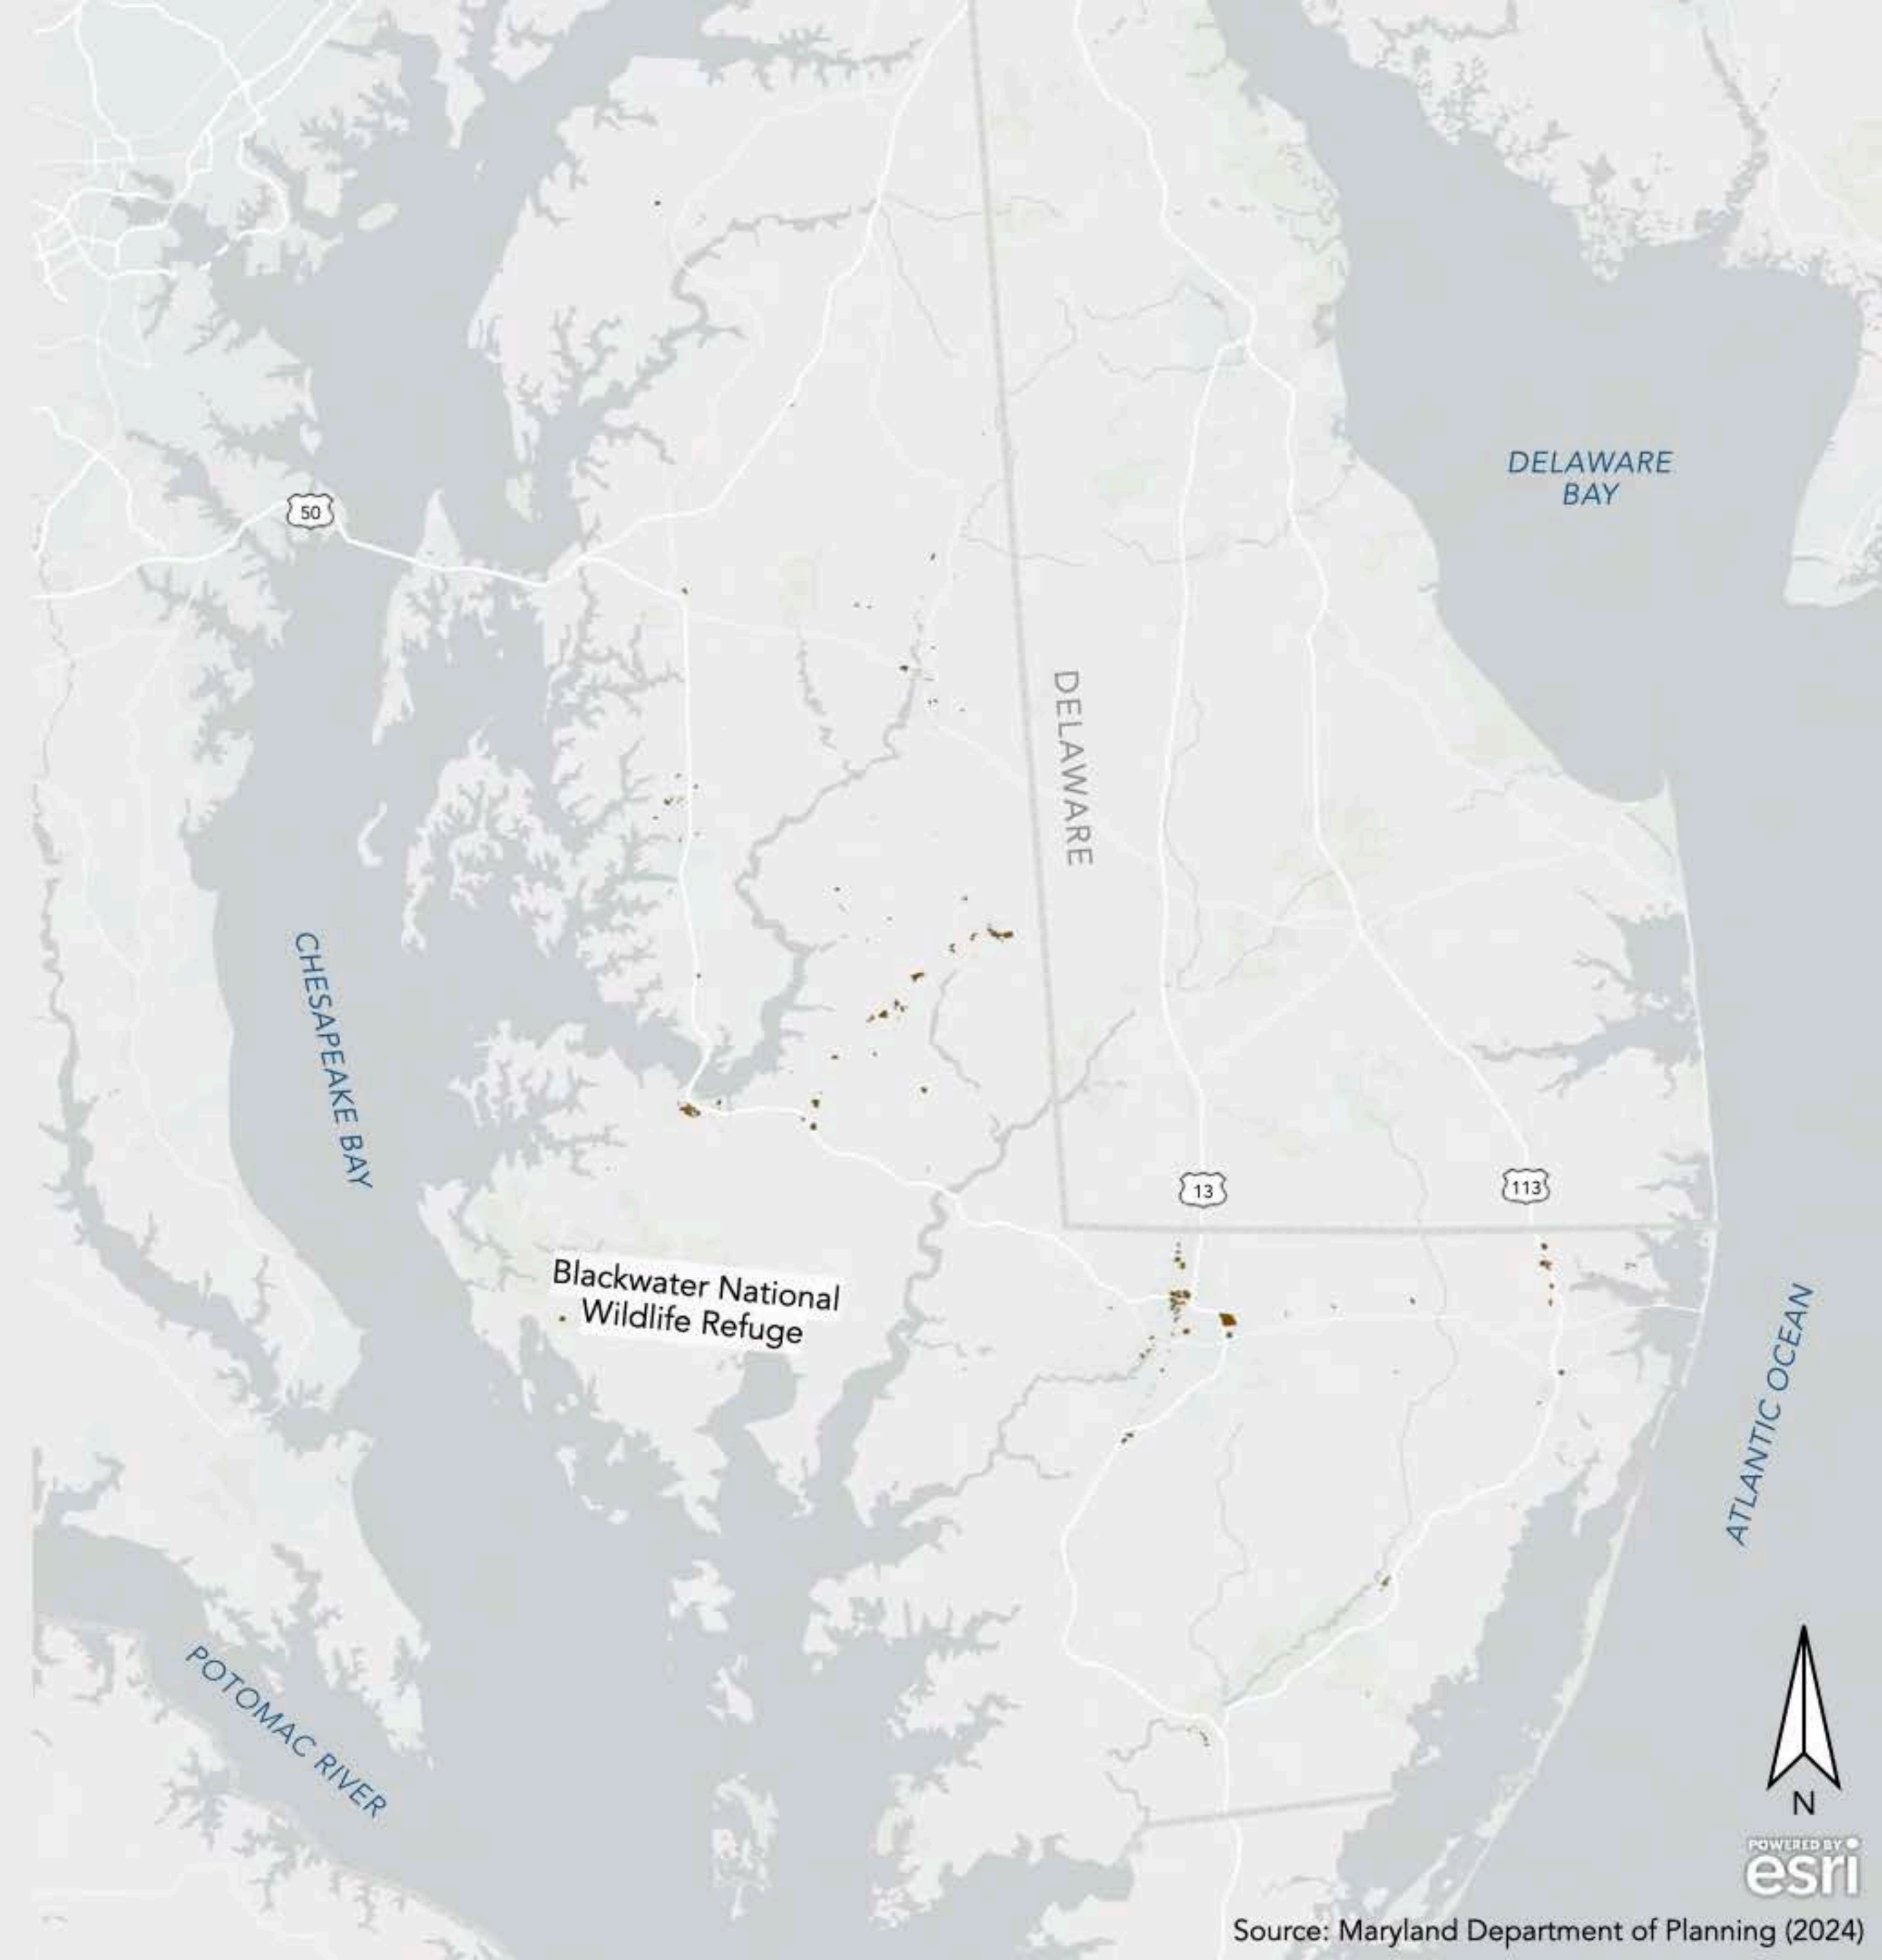 DELAWARE
BAY
50
DELAWARE
CHESAPEAKE BAY
13
113
Blackwater National
Wildlife Refuge
ATLANTIC OCEAN
POTOMAC RIVER
N
POWERED BY
esri
Source: Maryland Department of Planning (2024)